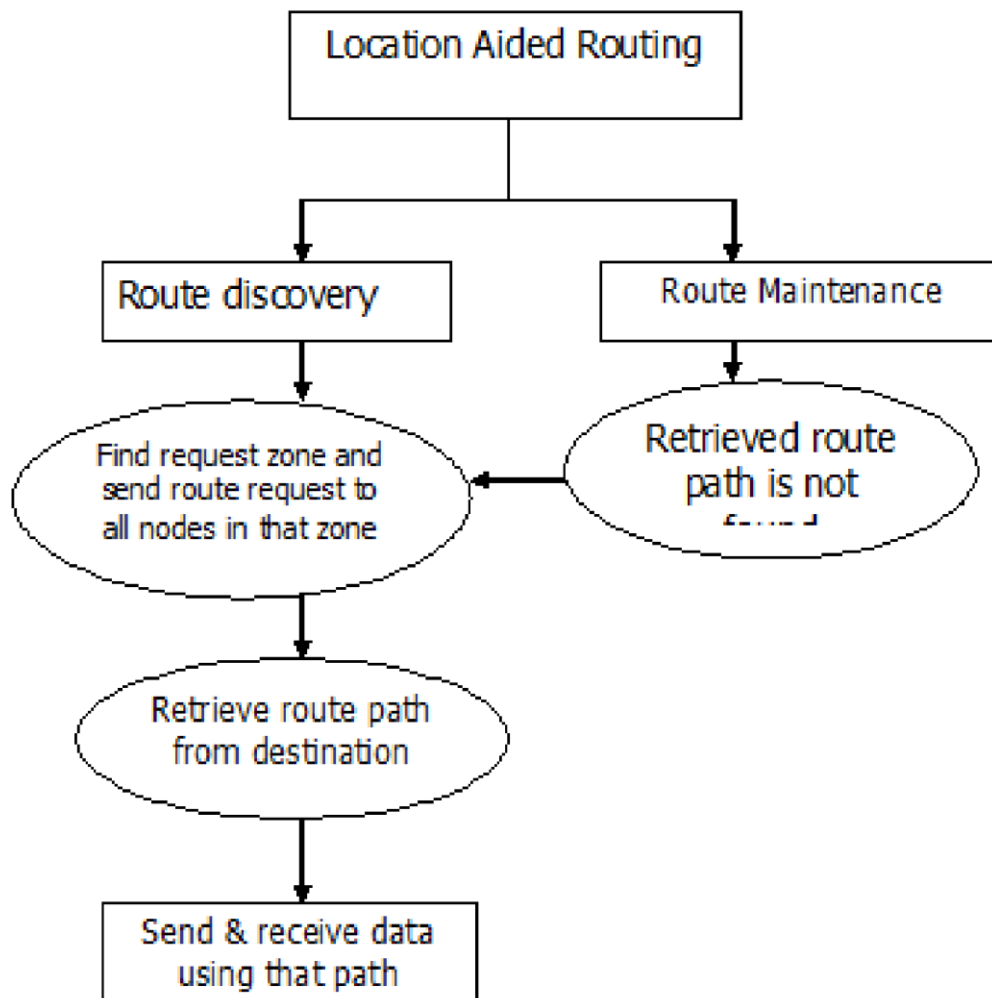 Location Aided Routing
Route discovery
Route Maintenance
Find request zone and
send route request to
all nodes in that zone
Retrieved route
path is not
found
Retrieve route path
from destination
Send & receive data
using that path